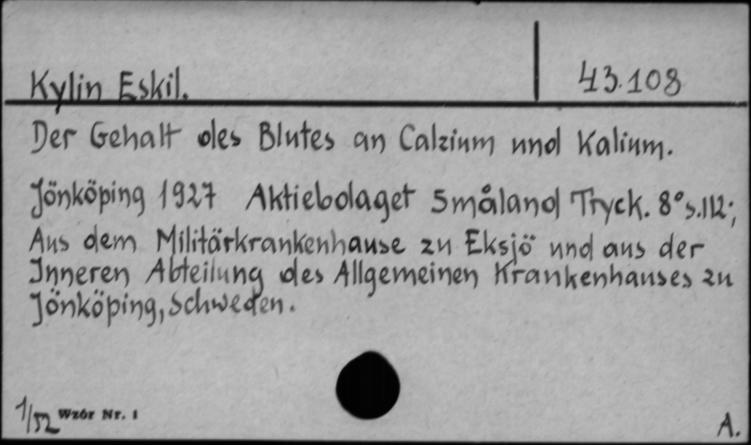 Kylin Eskil.
43.108
Der Gehalt des Blutes an Calzium und Kalium.
Jönköping 1927 Aktiebolaget Småland Tryck. 8° s.112;
Aus dem Militärkrankenhause zu Eksjö und aus der
Inneren Abteilung des Allgemeinen Krankenhauses zu
Jönköping, Schweden.
1/52 Wzór Nr. 1
A.